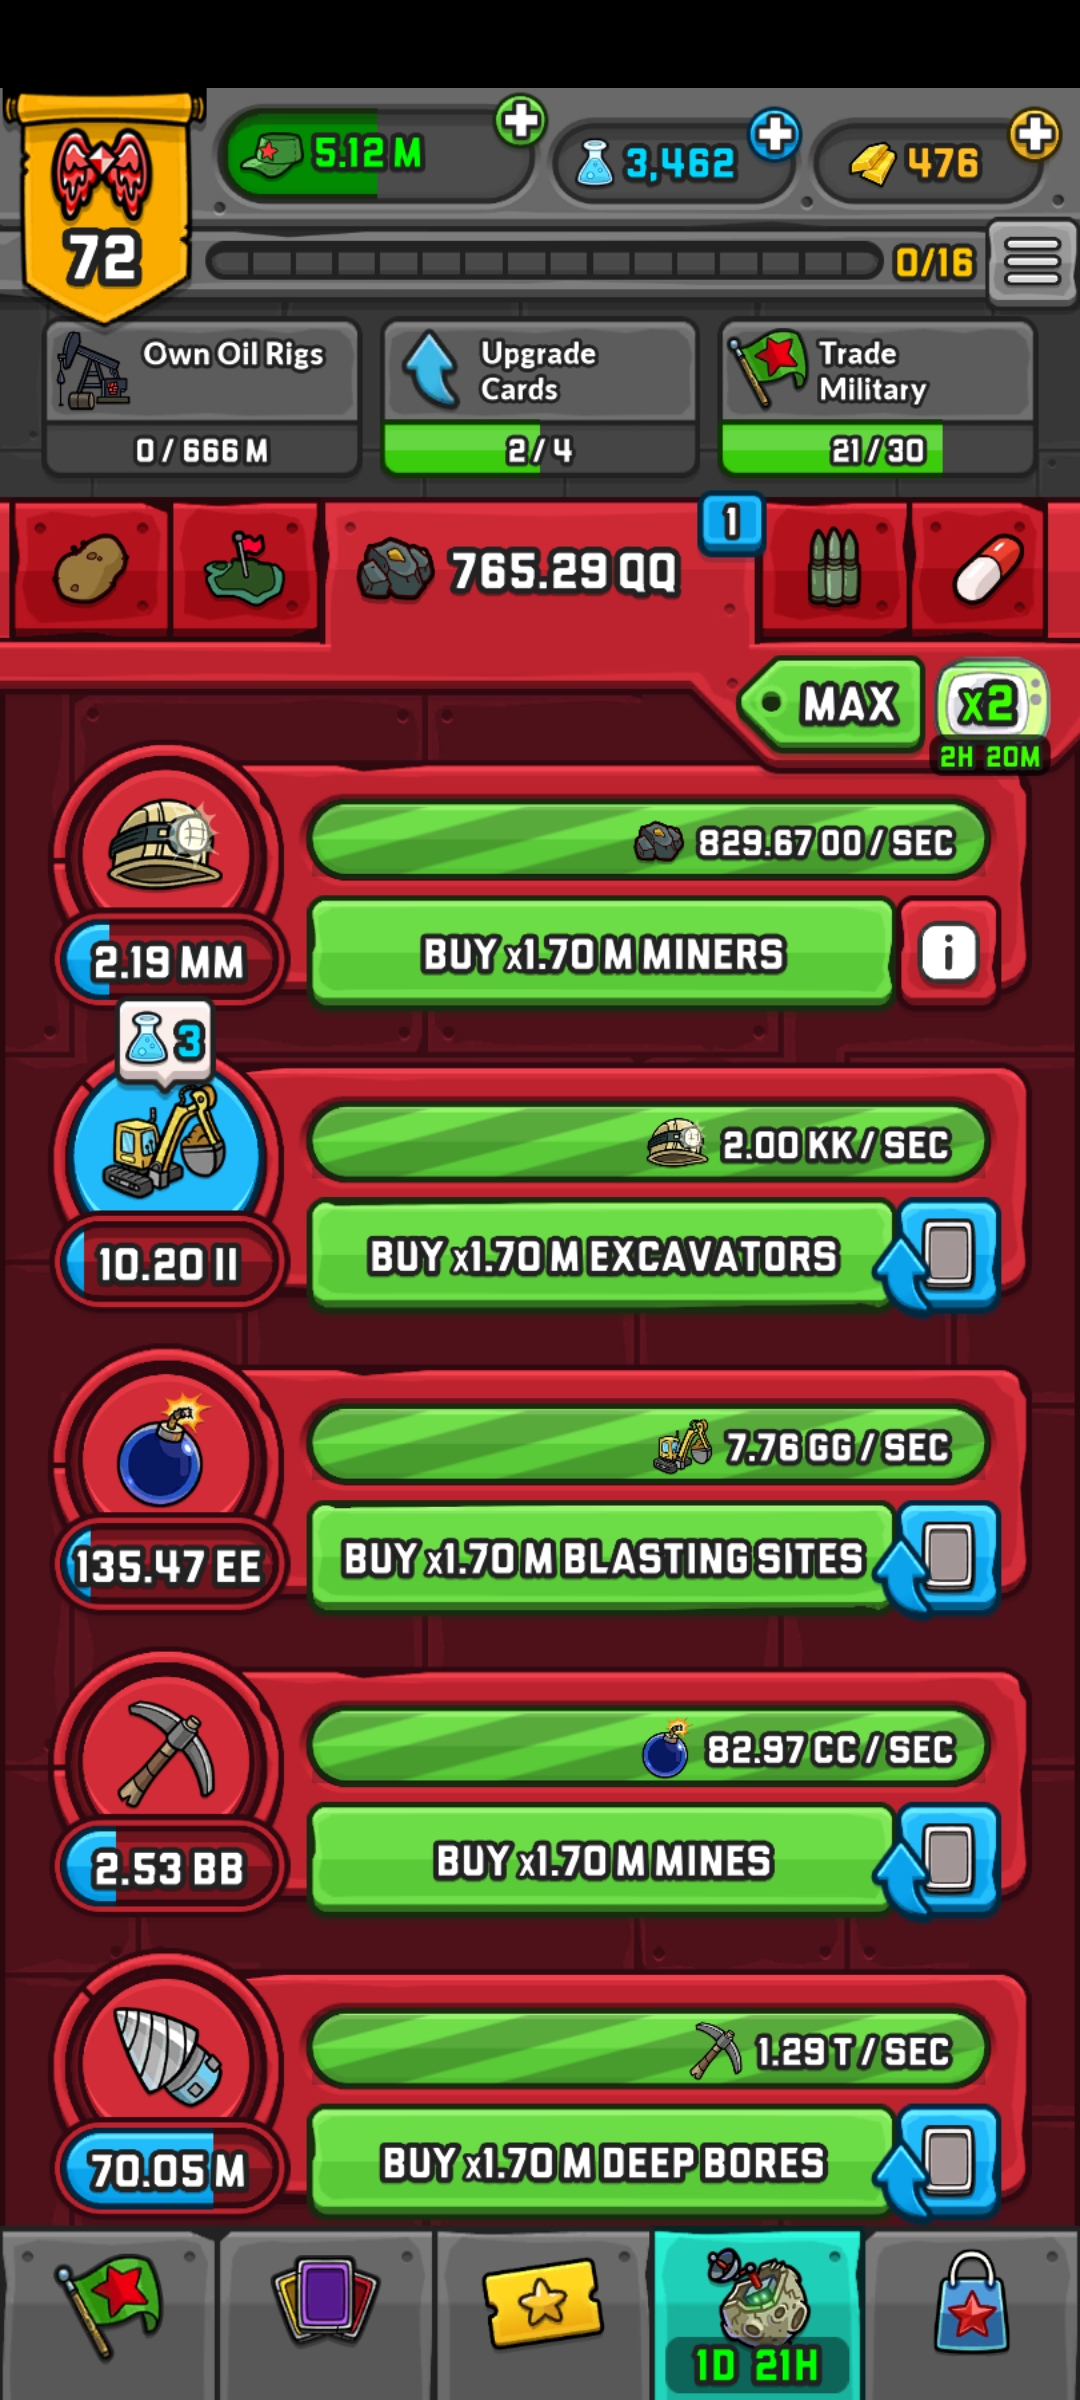 5.12 M
3,462
476
72
0/16
Own Oil Rigs
0 / 666 M
Upgrade
Cards
2 / 4
Trade
Military
21 / 30
765.29 QQ
1
MAX
x2
2H 20M
829.67 OO / SEC
BUY x1.70 M MINERS
i
2.19 MM
3
2.00 KK / SEC
BUY x1.70 M EXCAVATORS
10.20 II
7.76 GG / SEC
BUY x1.70 M BLASTING SITES
135.47 EE
82.97 CC / SEC
BUY x1.70 M MINES
2.53 BB
1.29 T / SEC
BUY x1.70 M DEEP BORES
70.05 M
1D 21H